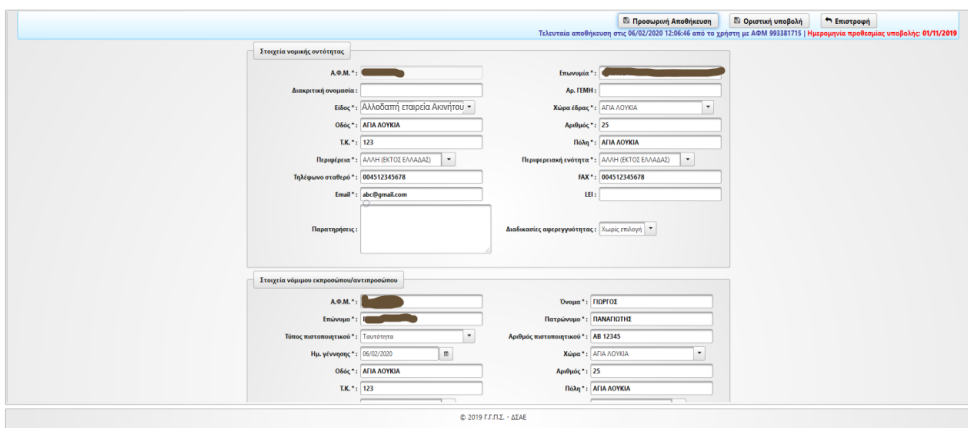 Προσωρινή Αποθήκευση Οριστική υποβολή Επιστροφή
Τελευταία αποθήκευση στις 06/02/2020 12:06:46 από το χρήστη με ΑΦΜ 993381715 | Ημερομηνία προθεσμίας υποβολής: 01/11/2019
Στοιχεία νομικής οντότητας
Α.Φ.Μ. * : Επωνυμία * :
Διακριτική ονομασία : Αρ. ΓΕΜΗ :
Είδος * : Αλλοδαπή εταιρεία Ακινήτου Χώρα έδρας * : ΑΓΙΑ ΛΟΥΚΙΑ
Οδός * : ΑΓΙΑ ΛΟΥΚΙΑ Αριθμός * : 25
Τ.Κ. * : 123 Πόλη * : ΑΓΙΑ ΛΟΥΚΙΑ
Περιφέρεια * : ΑΛΛΗ (ΕΚΤΟΣ ΕΛΛΑΔΑΣ) Περιφερειακή ενότητα * : ΑΛΛΗ (ΕΚΤΟΣ ΕΛΛΑΔΑΣ)
Τηλέφωνο σταθερό * : 004512345678 FAX * : 004512345678
Email * : abc@gmail.com LEI :
Παρατηρήσεις : Διαδικασίες αφερεγγυότητας : Χωρίς επιλογή
Στοιχεία νόμιμου εκπροσώπου/αντιπροσώπου
Α.Φ.Μ. * : Όνομα * : ΓΙΩΡΓΟΣ
Επώνυμο * : Πατρώνυμο * : ΠΑΝΑΓΙΩΤΗΣ
Τύπος πιστοποιητικού * : Ταυτότητα Αριθμός πιστοποιητικού * : ΑΒ 12345
Ημ. γέννησης * : 06/02/2020 Χώρα * : ΑΓΙΑ ΛΟΥΚΙΑ
Οδός * : ΑΓΙΑ ΛΟΥΚΙΑ Αριθμός * : 25
Τ.Κ. * : 123 Πόλη * : ΑΓΙΑ ΛΟΥΚΙΑ
© 2019 Γ.Γ.Π.Σ. - ΔΣΑΕ